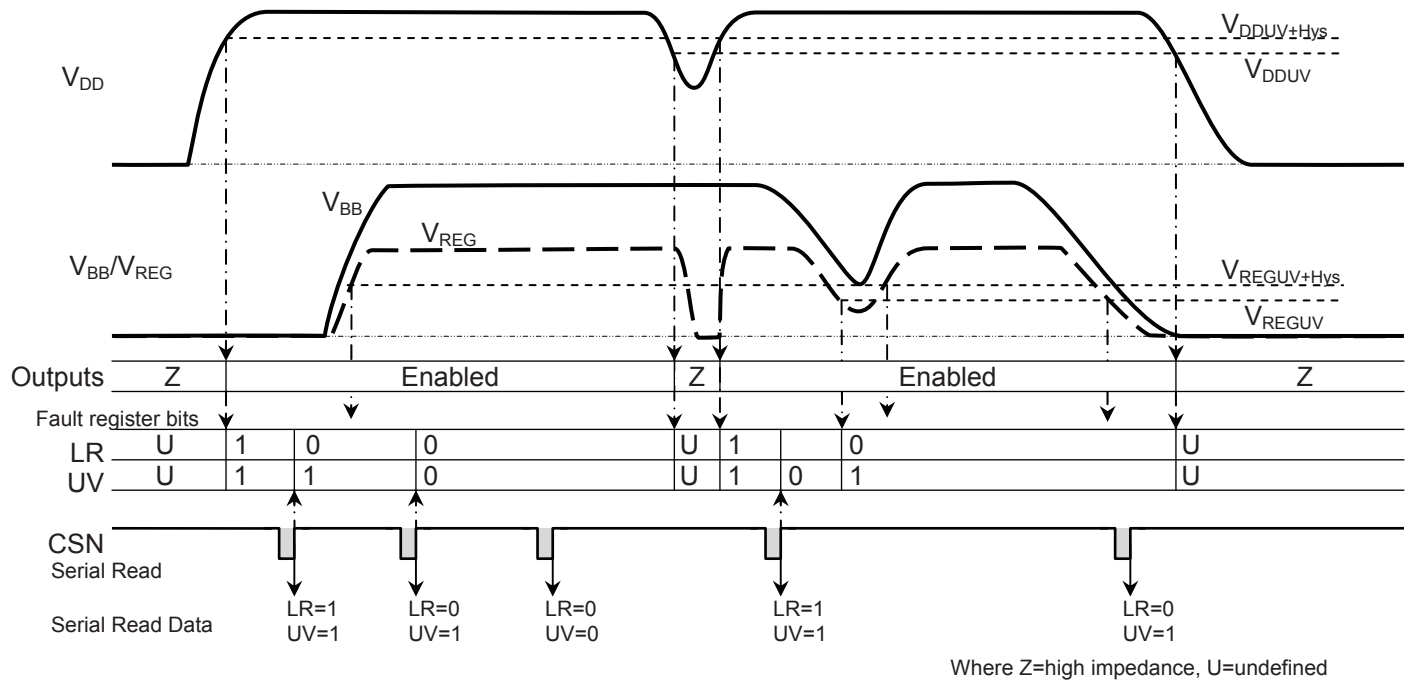 VDDUV+Hys
VDD
VDDUV
VBB
VREG
VBB/VREG
VREGUV+Hys
VREGUV
Outputs Z Enabled Z Enabled Z
Fault register bits
LR U 1 0 0 U 1 0 U
UV U 1 1 0 U 1 0 1 U
CSN
Serial Read
Serial Read Data
LR=1 LR=0 LR=0 LR=1 LR=0
UV=1 UV=1 UV=0 UV=1 UV=1
Where Z=high impedance, U=undefined